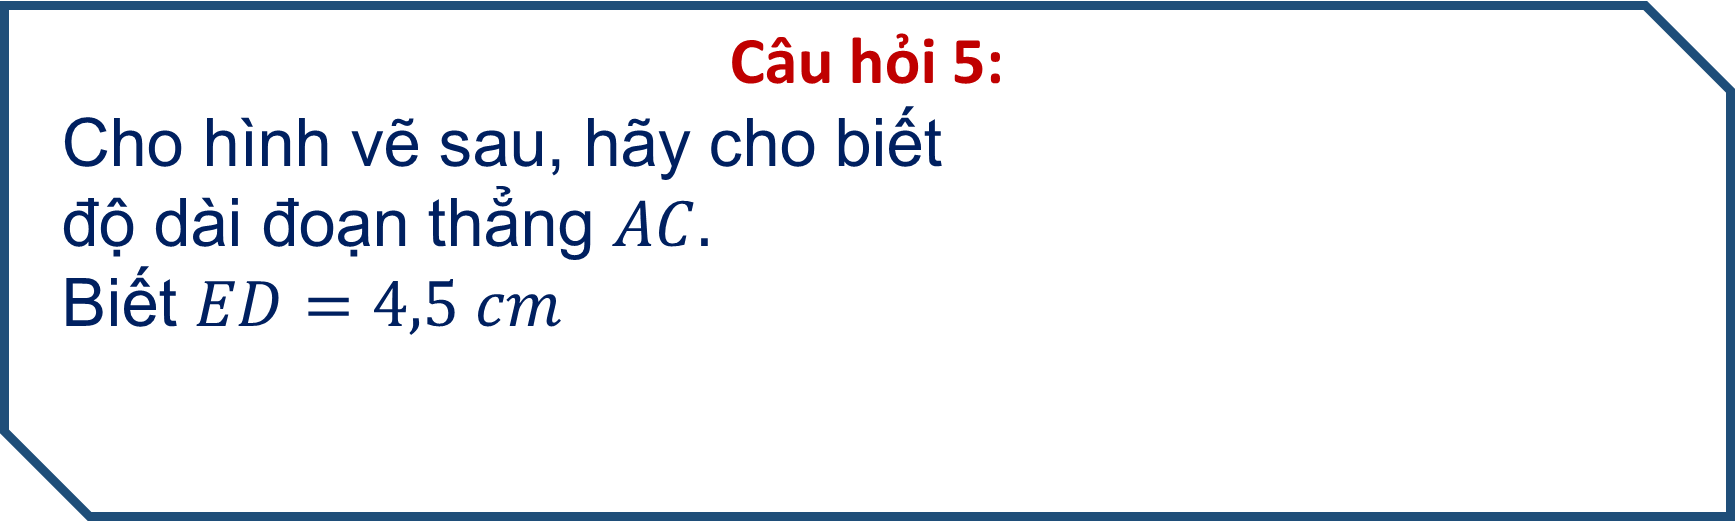 Câu hỏi 5:
Cho hình vẽ sau, hãy cho biết
độ dài đoạn thẳng AC.
Biết ED = 4,5 cm